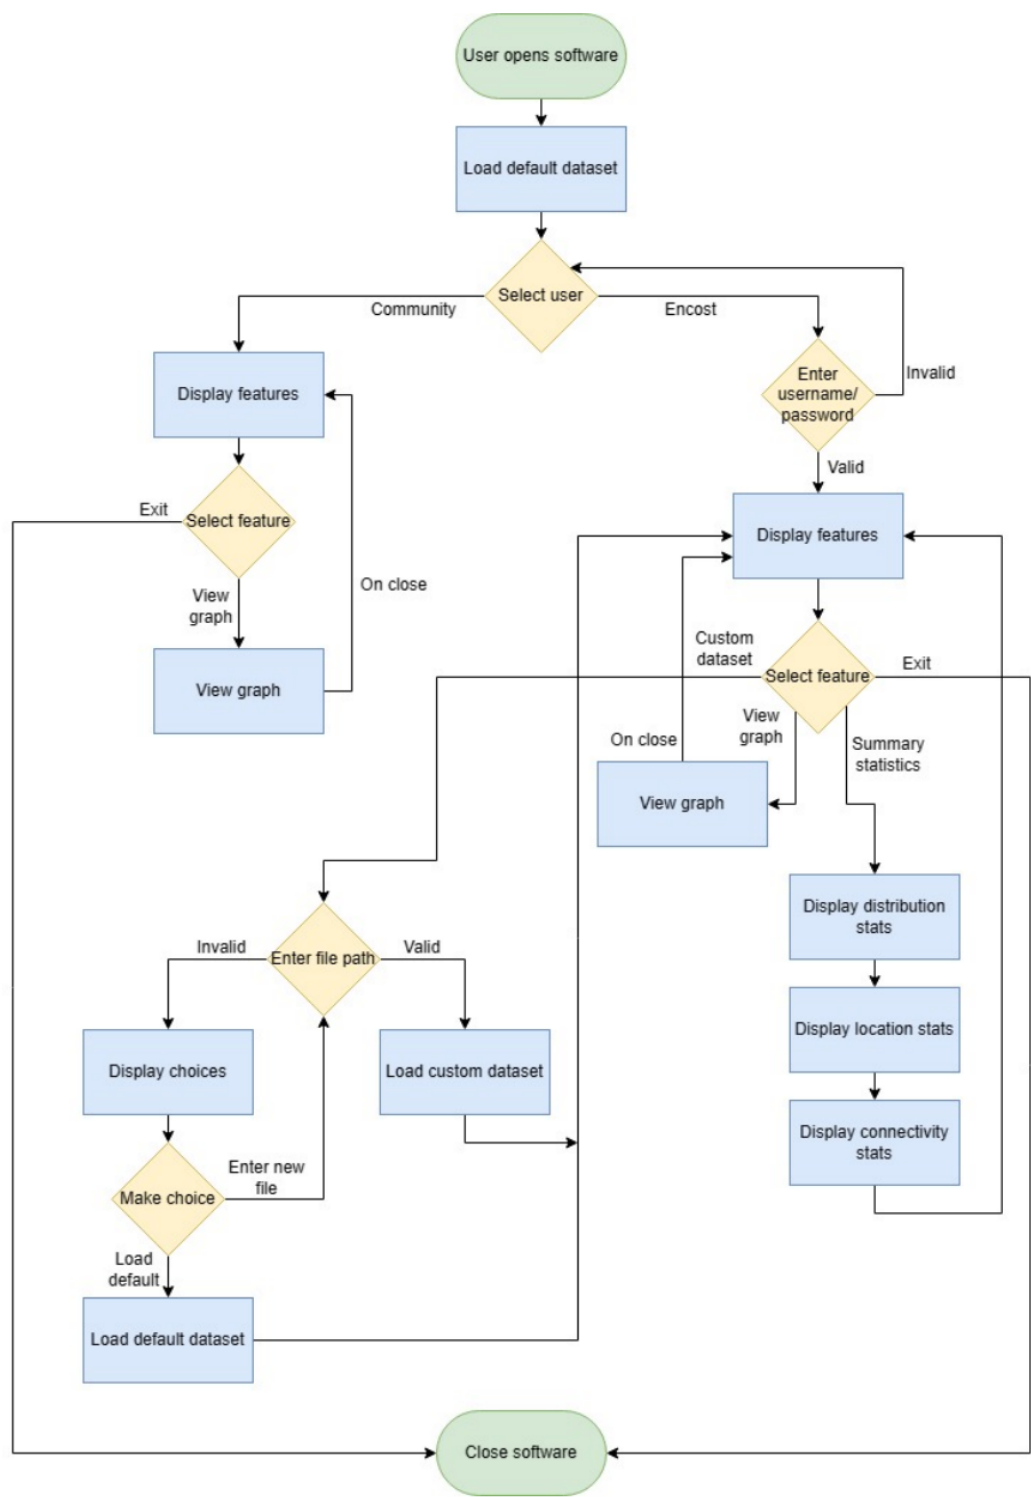 User opens software
Load default dataset
Select user
Community
Encost
Enter
username/
password
Invalid
Valid
Display features
Select feature
Exit
View
graph
On close
View graph
Display features
Select feature
Custom
dataset
Exit
View
graph
On close
View graph
Summary
statistics
Display distribution
stats
Display location stats
Display connectivity
stats
Enter file path
Invalid
Valid
Display choices
Load custom dataset
Make choice
Enter new
file
Load
default
Load default dataset
Close software